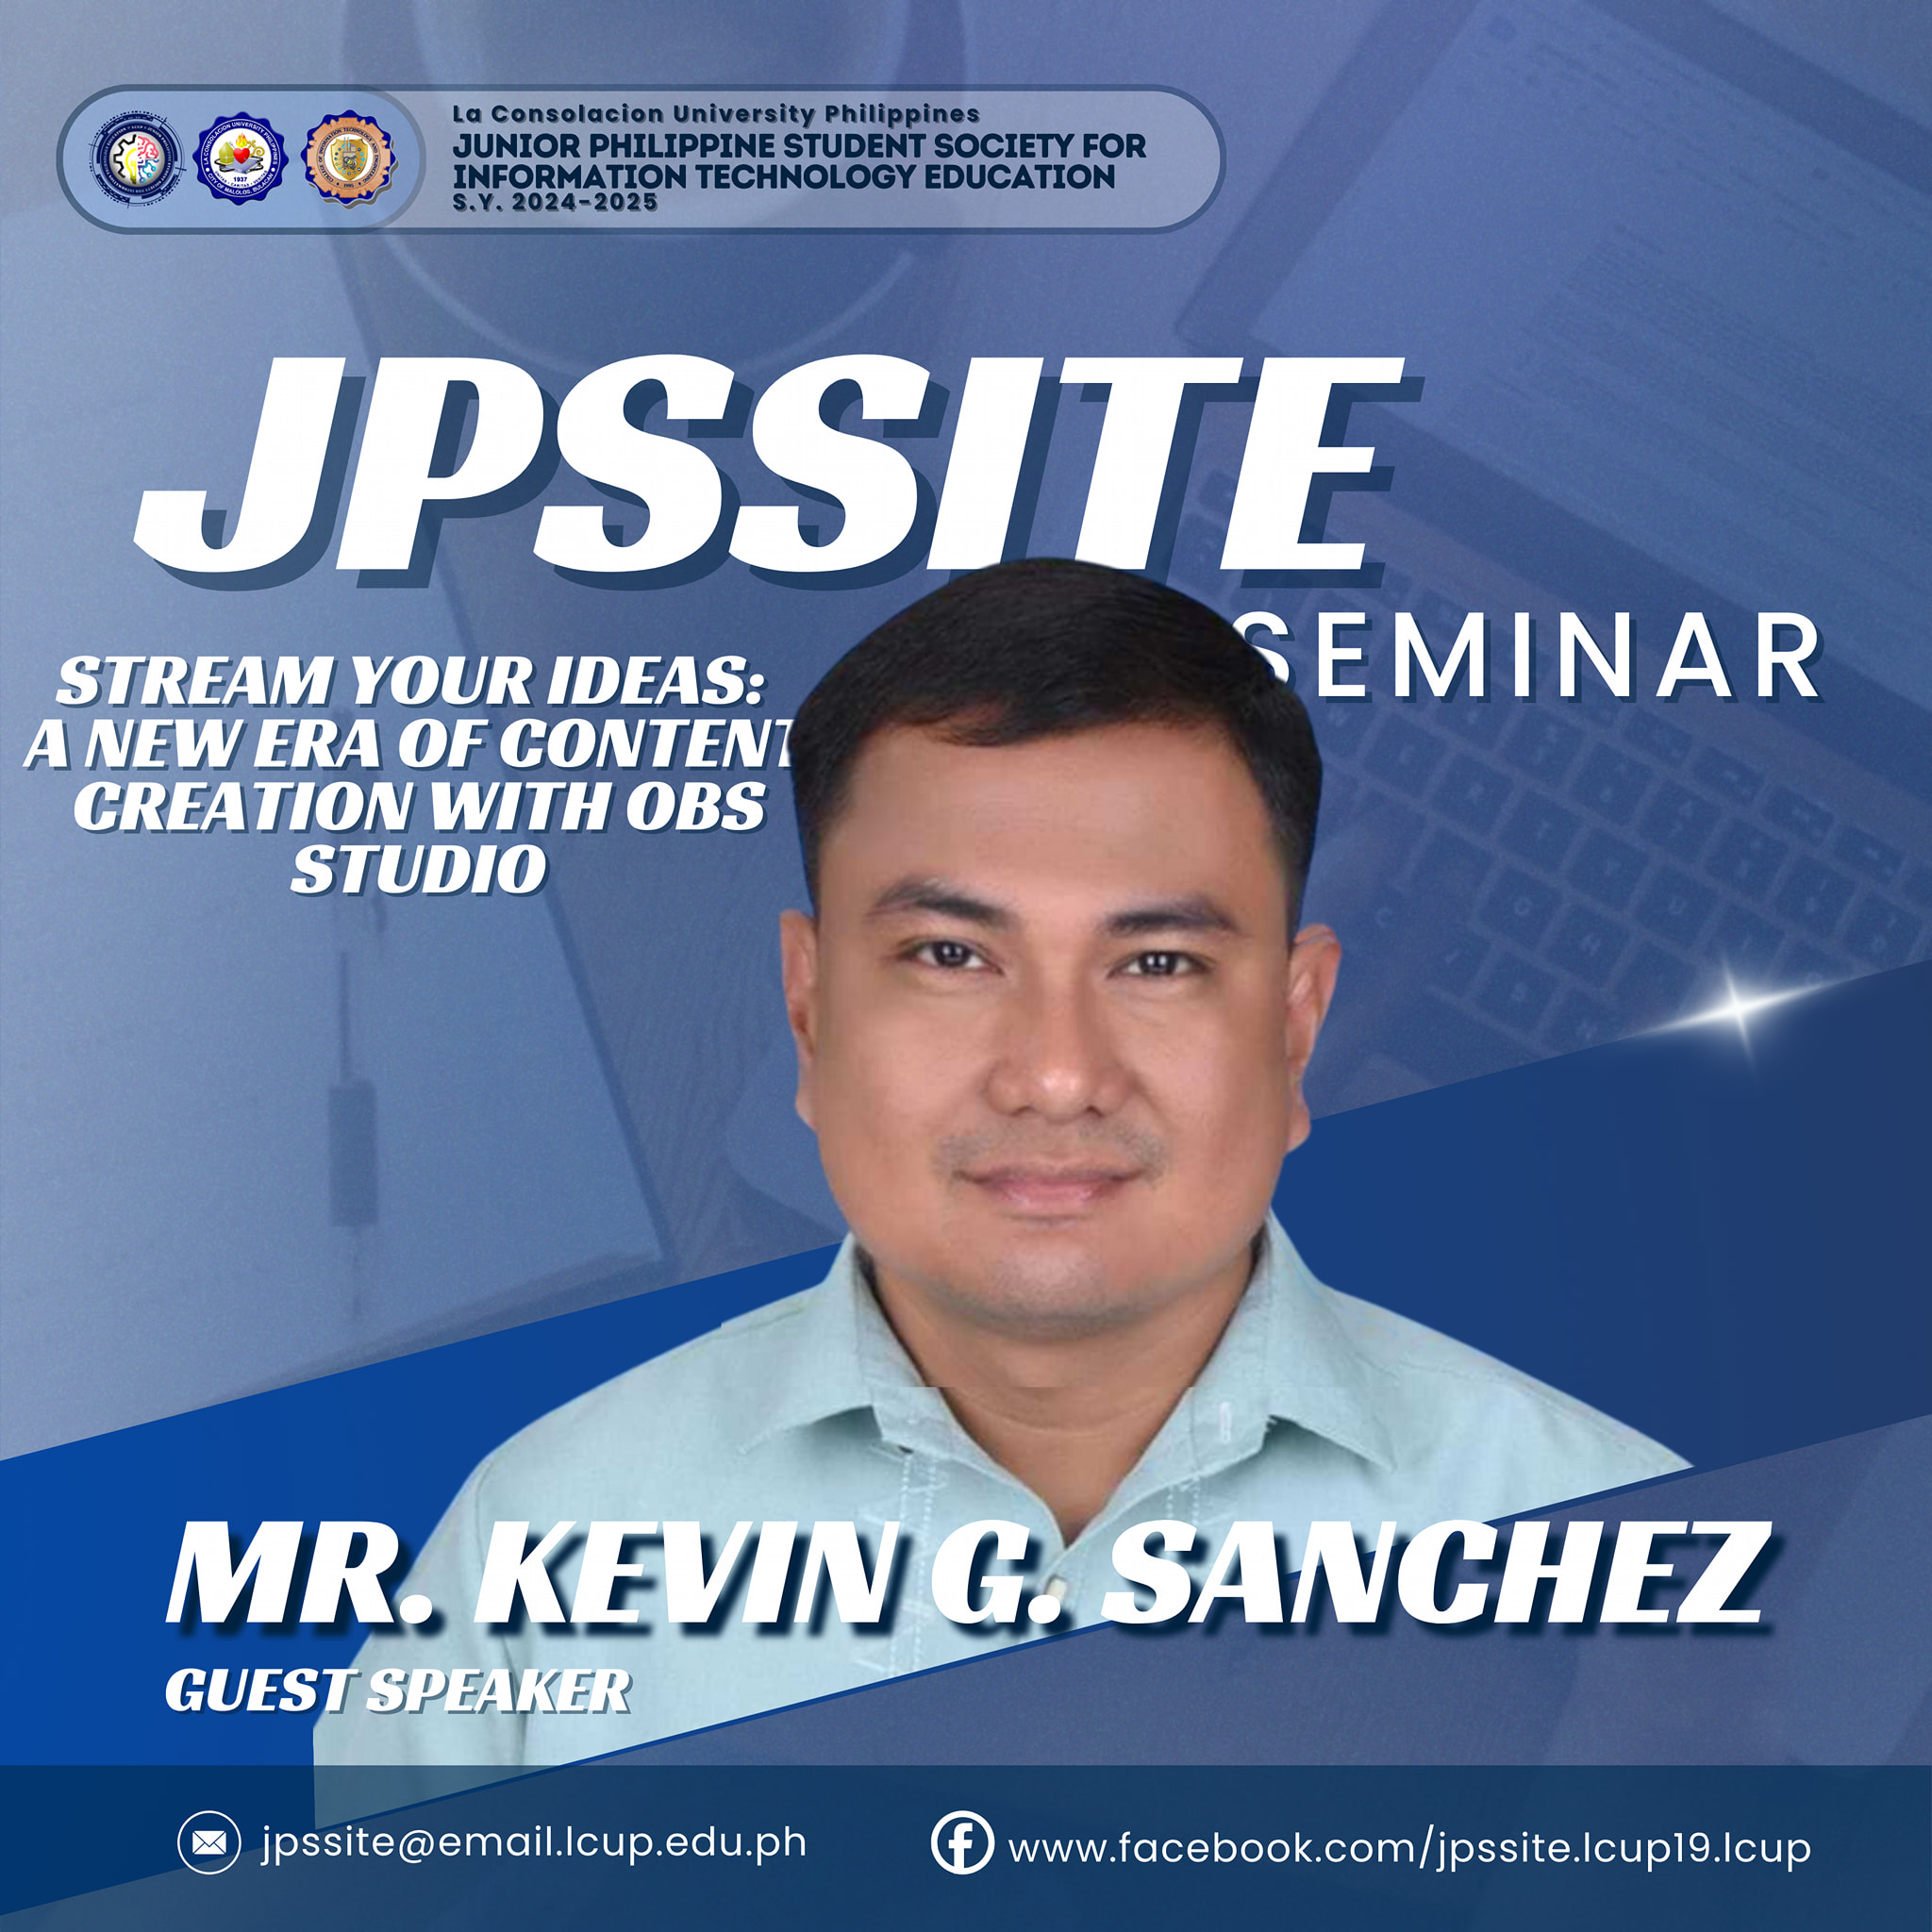 La Consolacion University Philippines
JUNIOR PHILIPPINE STUDENT SOCIETY FOR
INFORMATION TECHNOLOGY EDUCATION
S.Y. 2024-2025
JPSSITE
SEMINAR
STREAM YOUR IDEAS:
A NEW ERA OF CONTENT
CREATION WITH OBS
STUDIO
MR. KEVIN G. SANCHEZ
GUEST SPEAKER
jpssite@email.lcup.edu.ph
www.facebook.com/jpssite.lcup19.lcup